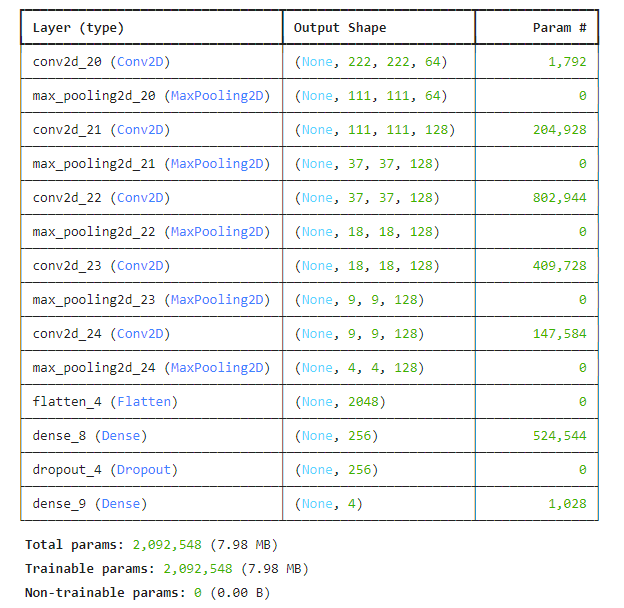 Layer (type) Output Shape Param #
conv2d_20 (Conv2D) (None, 222, 222, 64) 1,792
max_pooling2d_20 (MaxPooling2D) (None, 111, 111, 64) 0
conv2d_21 (Conv2D) (None, 111, 111, 128) 204,928
max_pooling2d_21 (MaxPooling2D) (None, 37, 37, 128) 0
conv2d_22 (Conv2D) (None, 37, 37, 128) 802,944
max_pooling2d_22 (MaxPooling2D) (None, 18, 18, 128) 0
conv2d_23 (Conv2D) (None, 18, 18, 128) 409,728
max_pooling2d_23 (MaxPooling2D) (None, 9, 9, 128) 0
conv2d_24 (Conv2D) (None, 9, 9, 128) 147,584
max_pooling2d_24 (MaxPooling2D) (None, 4, 4, 128) 0
flatten_4 (Flatten) (None, 2048) 0
dense_8 (Dense) (None, 256) 524,544
dropout_4 (Dropout) (None, 256) 0
dense_9 (Dense) (None, 4) 1,028
Total params: 2,092,548 (7.98 MB)
Trainable params: 2,092,548 (7.98 MB)
Non-trainable params: 0 (0.00 B)